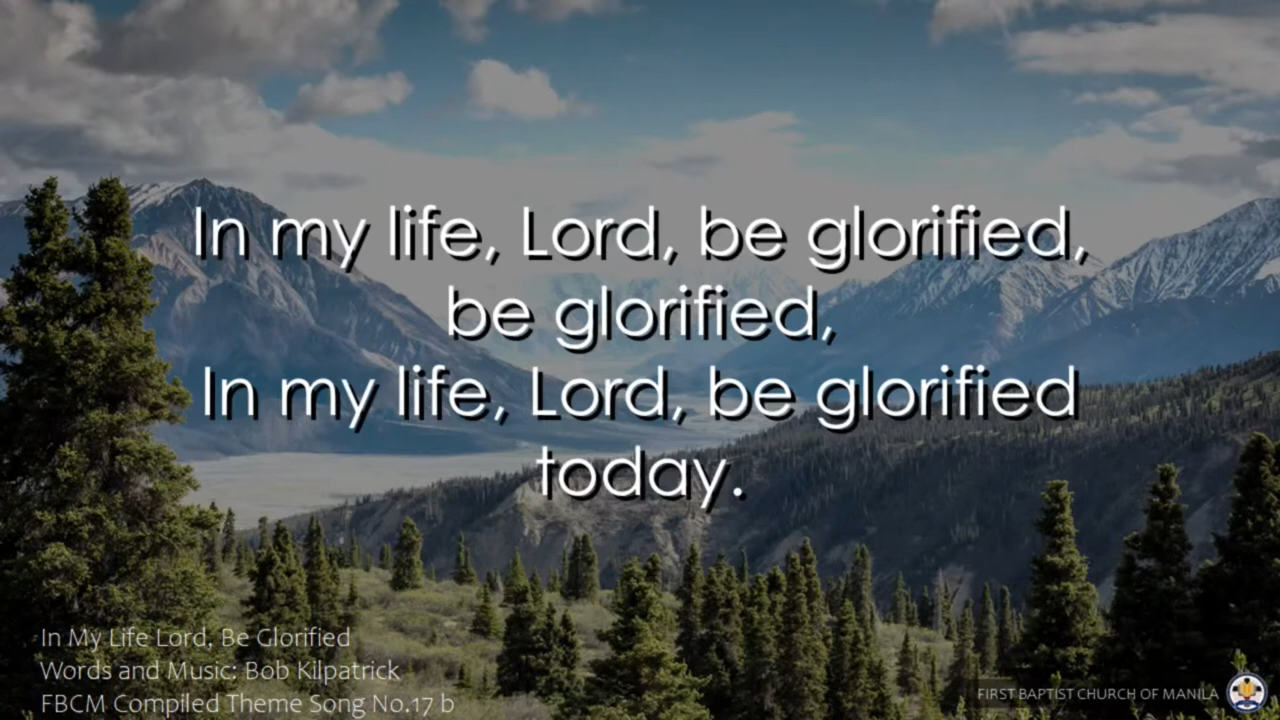 In my life, Lord, be glorified,
be glorified,
In my life, Lord, be glorified
today.
In My Life Lord, Be Glorified
Words and Music: Bob Kilpatrick
FBCM Compiled Theme Song No.17 b
FIRST BAPTIST CHURCH OF MANILA